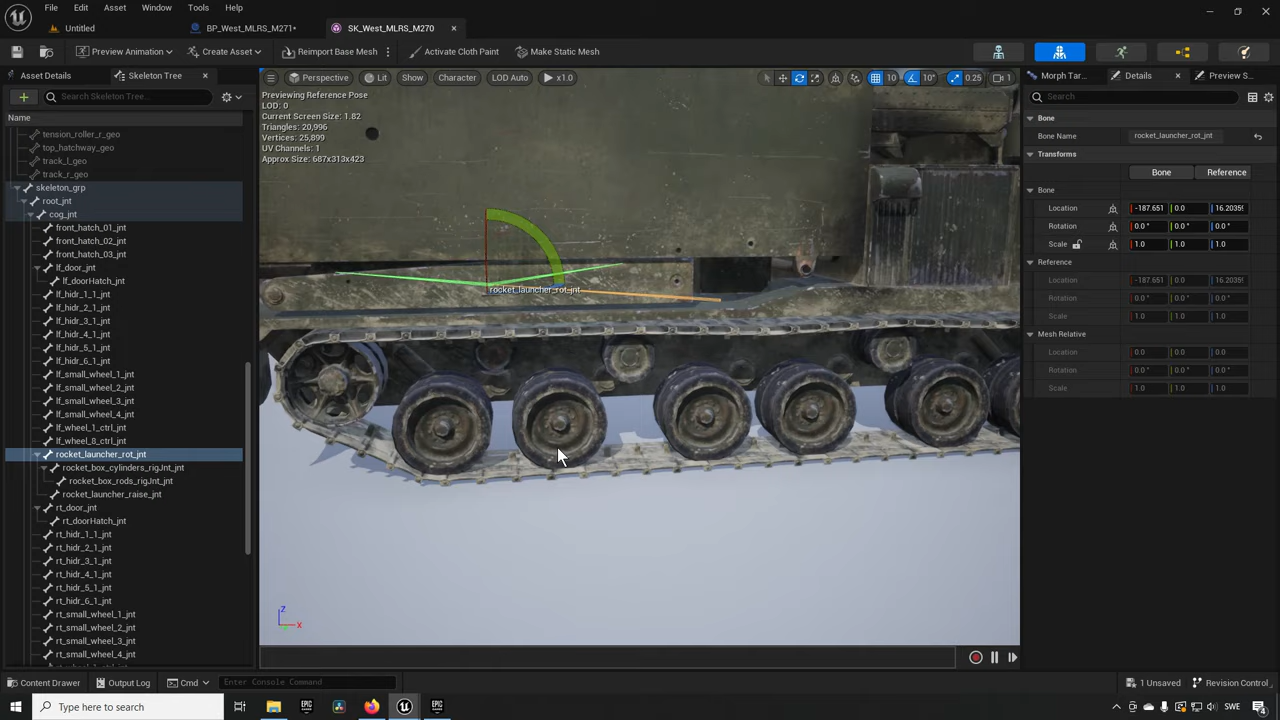 File Edit Asset Window Tools Help
Untitled BP_West_MLRS_M271* SK_West_MLRS_M270
Preview Animation Create Asset Reimport Base Mesh Activate Cloth Paint Make Static Mesh
Asset Details Skeleton Tree
Perspective Lit Show Character LOD Auto x1.0 10 10° 0.25 1
Morph Tar... Details Preview S...
Search Skeleton Tree...
Search
Name
Previewing Reference Pose
LOD: 0
Current Screen Size: 1.82
Triangles: 20,996
Vertices: 25,899
UV Channels: 1
Approx Size: 687x313x423
tension_roller_r_geo
top_hatchway_geo
track_l_geo
track_r_geo
skeleton_grp
root_jnt
cog_jnt
front_hatch_01_jnt
front_hatch_02_jnt
front_hatch_03_jnt
lf_door_jnt
lf_doorHatch_jnt
lf_hidr_1_1_jnt
lf_hidr_2_1_jnt
lf_hidr_3_1_jnt
lf_hidr_4_1_jnt
lf_hidr_5_1_jnt
lf_hidr_6_1_jnt
lf_small_wheel_1_jnt
lf_small_wheel_2_jnt
lf_small_wheel_3_jnt
lf_small_wheel_4_jnt
lf_wheel_1_ctrl_jnt
lf_wheel_8_ctrl_jnt
rocket_launcher_rot_jnt
rocket_box_cylinders_rigJnt_jnt
rocket_box_rods_rigJnt_jnt
rocket_launcher_raise_jnt
rt_door_jnt
rt_doorHatch_jnt
rt_hidr_1_1_jnt
rt_hidr_2_1_jnt
rt_hidr_3_1_jnt
rt_hidr_4_1_jnt
rt_hidr_5_1_jnt
rt_hidr_6_1_jnt
rt_small_wheel_1_jnt
rt_small_wheel_2_jnt
rt_small_wheel_3_jnt
rt_small_wheel_4_jnt
rocket_launcher_rot_jnt
Z
X
Bone
Bone Name rocket_launcher_rot_jnt
Transforms
Bone Reference
Bone
Location -187.651 0.0 16.20359
Rotation 0.0 ° 0.0 ° 0.0 °
Scale 1.0 1.0 1.0
Reference
Location -187.651 0.0 16.20359
Rotation 0.0 ° 0.0 ° 0.0 °
Scale 1.0 1.0 1.0
Mesh Relative
Location 0.0 0.0 0.0
Rotation 0.0 ° 0.0 ° 0.0 °
Scale 1.0 1.0 1.0
Content Drawer Output Log Cmd Enter Console Command 1 Unsaved Revision Control
Type here to search SWE